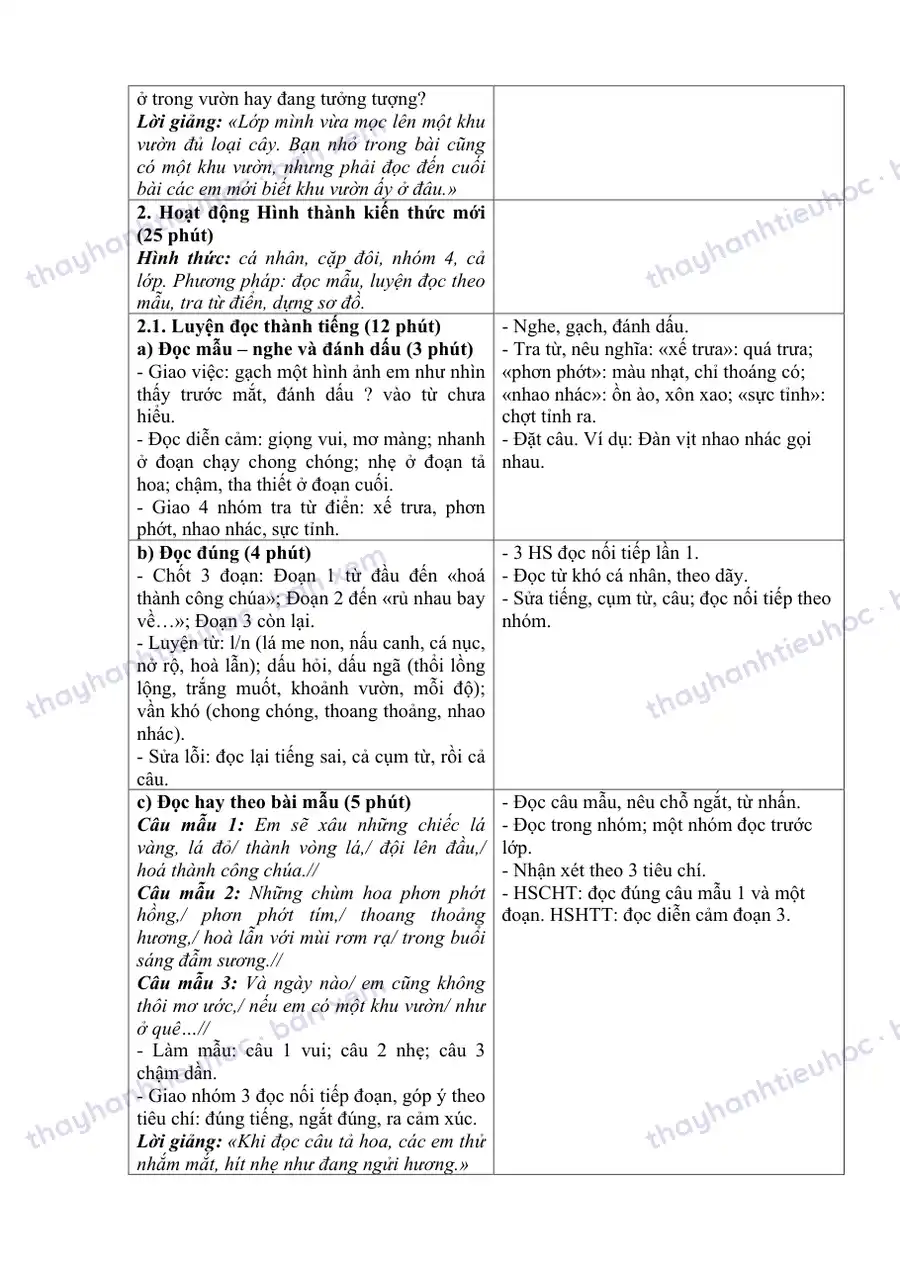 ở trong vườn hay đang tưởng tượng?
Lời giảng: «Lớp mình vừa mọc lên một khu
vườn đủ loại cây. Bạn nhỏ trong bài cũng
có một khu vườn, nhưng phải đọc đến cuối
bài các em mới biết khu vườn ấy ở đâu.»
2. Hoạt động Hình thành kiến thức mới
(25 phút)
Hình thức: cá nhân, cặp đôi, nhóm 4, cả
lớp. Phương pháp: đọc mẫu, luyện đọc theo
mẫu, tra từ điển, dựng sơ đồ.
2.1. Luyện đọc thành tiếng (12 phút)
a) Đọc mẫu – nghe và đánh dấu (3 phút)
- Giao việc: gạch một hình ảnh em như nhìn
thấy trước mắt, đánh dấu ? vào từ chưa
hiểu.
- Đọc diễn cảm: giọng vui, mơ màng; nhanh
ở đoạn chạy chong chóng; nhẹ ở đoạn tả
hoa; chậm, tha thiết ở đoạn cuối.
- Giao 4 nhóm tra từ điển: xế trưa, phơn
phớt, nhao nhác, sực tỉnh.
- Nghe, gạch, đánh dấu.
- Tra từ, nêu nghĩa: «xế trưa»: quá trưa;
«phơn phớt»: màu nhạt, chỉ thoáng có;
«nhao nhác»: ồn ào, xôn xao; «sực tỉnh»:
chợt tỉnh ra.
- Đặt câu. Ví dụ: Đàn vịt nhao nhác gọi
nhau.
b) Đọc đúng (4 phút)
- Chốt 3 đoạn: Đoạn 1 từ đầu đến «hoá
thành công chúa»; Đoạn 2 đến «rủ nhau bay
về…»; Đoạn 3 còn lại.
- Luyện từ: l/n (lá me non, nấu canh, cá nục,
nở rộ, hoà lẫn); dấu hỏi, dấu ngã (thổi lồng
lộng, trắng muốt, khoảnh vườn, mỗi độ);
vần khó (chong chóng, thoang thoảng, nhao
nhác).
- Sửa lỗi: đọc lại tiếng sai, cả cụm từ, rồi cả
câu.
- 3 HS đọc nối tiếp lần 1.
- Đọc từ khó cá nhân, theo dãy.
- Sửa tiếng, cụm từ, câu; đọc nối tiếp theo
nhóm.
c) Đọc hay theo bài mẫu (5 phút)
Câu mẫu 1: Em sẽ xâu những chiếc lá
vàng, lá đỏ/ thành vòng lá,/ đội lên đầu,/
hoá thành công chúa.//
Câu mẫu 2: Những chùm hoa phơn phớt
hồng,/ phơn phớt tím,/ thoang thoảng
hương,/ hoà lẫn với mùi rơm rạ/ trong buổi
sáng đẫm sương.//
Câu mẫu 3: Và ngày nào/ em cũng không
thôi mơ ước,/ nếu em có một khu vườn/ như
ở quê…//
- Làm mẫu: câu 1 vui; câu 2 nhẹ; câu 3
chậm dần.
- Giao nhóm 3 đọc nối tiếp đoạn, góp ý theo
tiêu chí: đúng tiếng, ngắt đúng, ra cảm xúc.
Lời giảng: «Khi đọc câu tả hoa, các em thử
nhắm mắt, hít nhẹ như đang ngửi hương.»
- Đọc câu mẫu, nêu chỗ ngắt, từ nhấn.
- Đọc trong nhóm; một nhóm đọc trước
lớp.
- Nhận xét theo 3 tiêu chí.
- HSCHT: đọc đúng câu mẫu 1 và một
đoạn. HSHTT: đọc diễn cảm đoạn 3.
thayhanhtieuhoc · bản xem
thayhanhtieuhoc · b
thayhanhtieuhoc · bản xem
thayhanhtieuhoc · b
thayhanhtieuhoc · bản xem
thayhanhtieuhoc · b